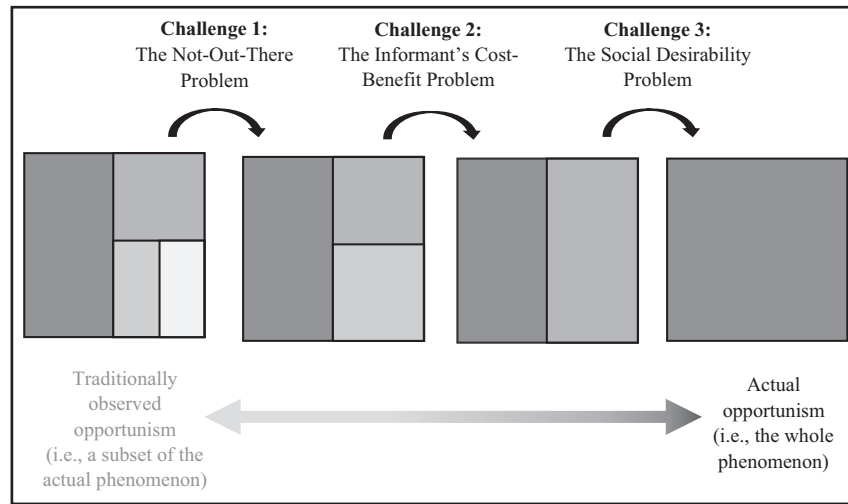 Challenge 1:
The Not-Out-There
Problem
Challenge 2:
The Informant's Cost-
Benefit Problem
Challenge 3:
The Social Desirability
Problem
Traditionally
observed
opportunism
(i.e., a subset of the
actual phenomenon)
Actual
opportunism
(i.e., the whole
phenomenon)